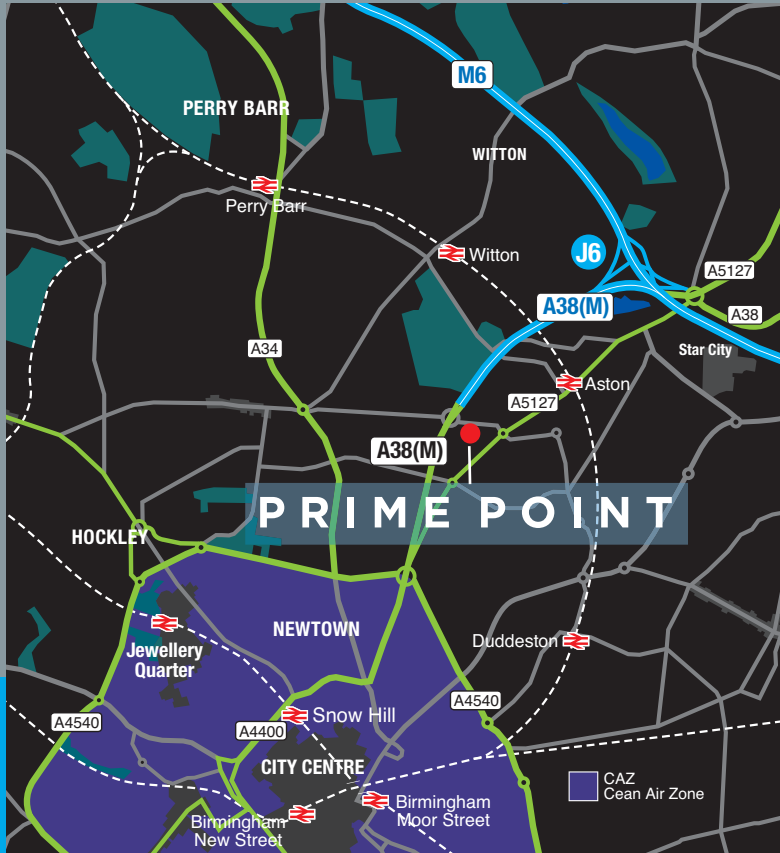 M6
PERRY BARR
WITTON
Perry Barr
Witton
J6
A5127
A38(M)
A38
A34
Star City
Aston
A5127
A38(M)
PRIME POINT
HOCKLEY
NEWTOWN
Duddeston
Jewellery
Quarter
A4540
A4540
Snow Hill
A4400
CITY CENTRE
CAZ
Cean Air Zone
Birmingham
Moor Street
Birmingham
New Street